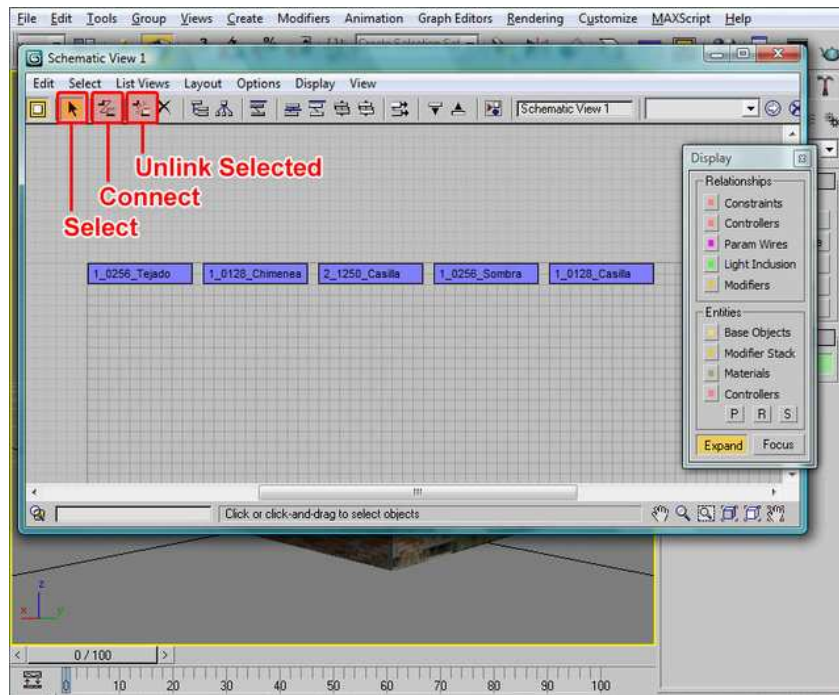 File Edit Tools Group Views Create Modifiers Animation Graph Editors Rendering Customize MAXScript Help
Schematic View 1
Edit Select List Views Layout Options Display View
Schematic View 1
Unlink Selected
Connect
Select
1_0256_Tejado 1_0128_Chimenea 2_1250_Casilla 1_0256_Sombra 1_0128_Casilla
Display
Relationships
Constraints
Controllers
Param Wires
Light Inclusion
Modifiers
Entities
Base Objects
Modifier Stack
Materials
Controllers
P R S
Expand Focus
Click or click-and-drag to select objects
z
x y
0 / 100
0 10 20 30 40 50 60 70 80 90 100